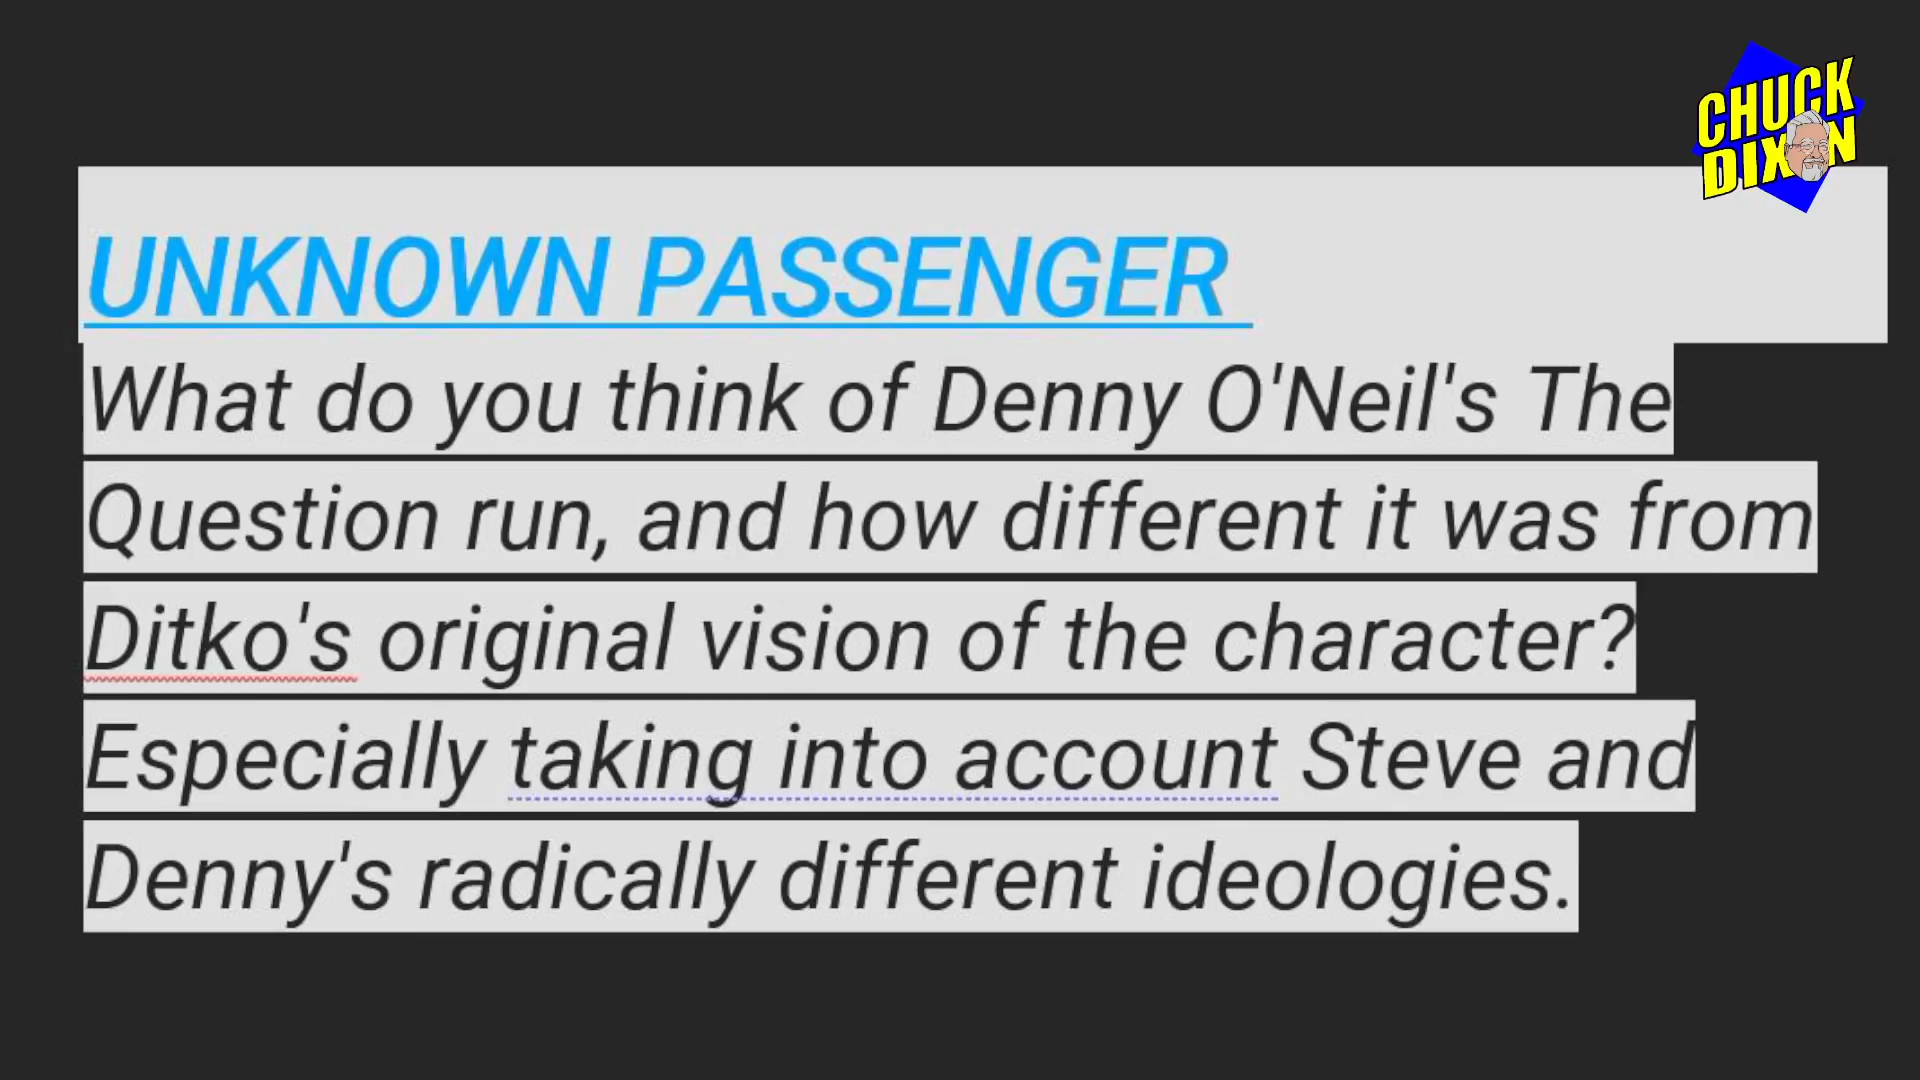 CHUCK
DIXON
UNKNOWN PASSENGER
What do you think of Denny O'Neil's The
Question run, and how different it was from
Ditko's original vision of the character?
Especially taking into account Steve and
Denny's radically different ideologies.